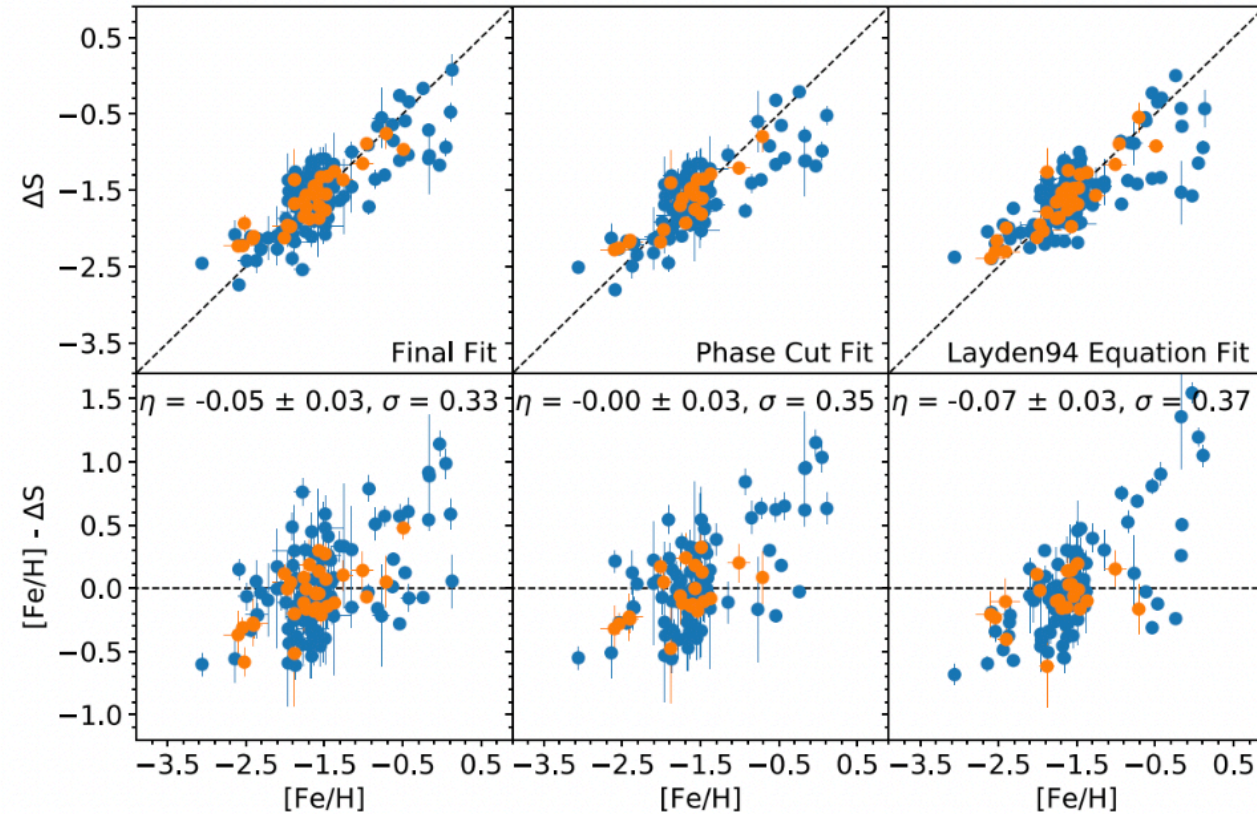 0.5
−0.5
−1.5
−2.5
−3.5
ΔS
Final Fit
Phase Cut Fit
Layden94 Equation Fit
η = -0.05 ± 0.03, σ = 0.33
η = -0.00 ± 0.03, σ = 0.35
η = -0.07 ± 0.03, σ = 0.37
1.5
1.0
0.5
0.0
−0.5
−1.0
[Fe/H] - ΔS
−3.5 −2.5 −1.5 −0.5 0.5
−3.5 −2.5 −1.5 −0.5 0.5
−3.5 −2.5 −1.5 −0.5 0.5
[Fe/H]
[Fe/H]
[Fe/H]